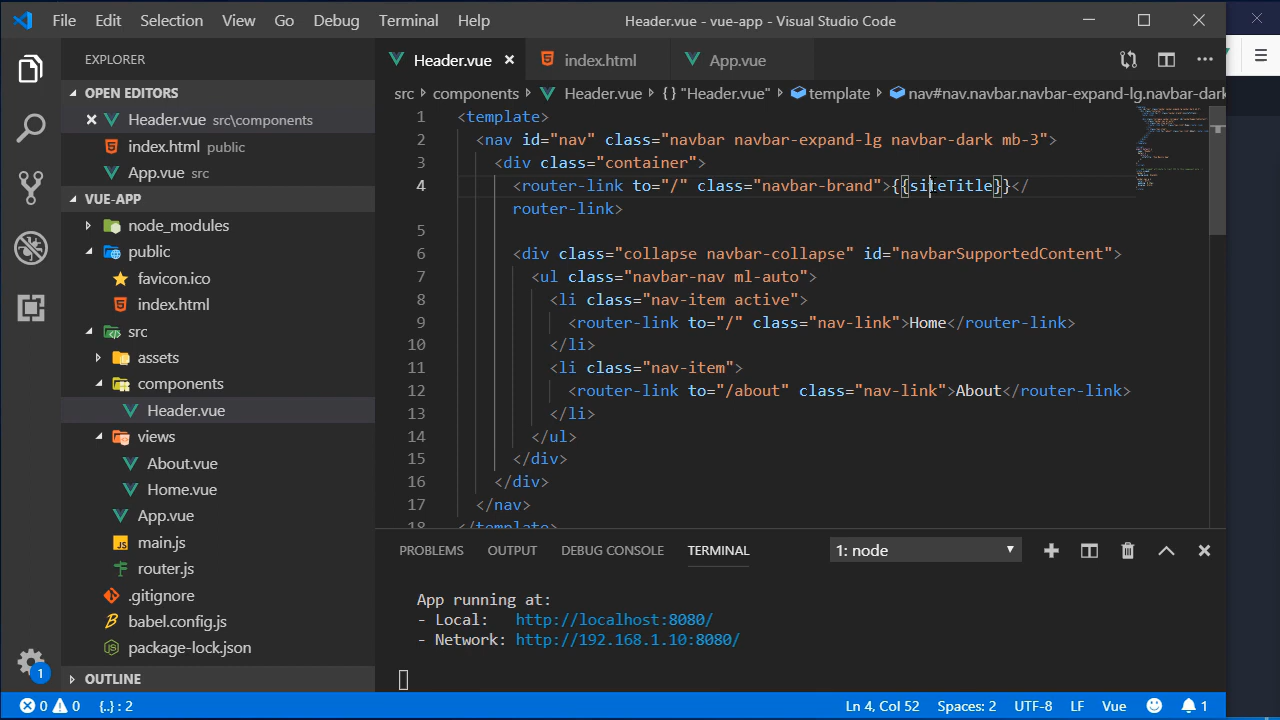 File Edit Selection View Go Debug Terminal Help Header.vue - vue-app - Visual Studio Code
EXPLORER
OPEN EDITORS
Header.vue src\components
index.html public
App.vue src
VUE-APP
node_modules
public
favicon.ico
index.html
src
assets
components
Header.vue
views
About.vue
Home.vue
App.vue
main.js
router.js
.gitignore
babel.config.js
package-lock.json
OUTLINE
Header.vue index.html App.vue
src components Header.vue {} "Header.vue" template nav#nav.navbar.navbar-expand-lg.navbar-dark
1 <template>
2 <nav id="nav" class="navbar navbar-expand-lg navbar-dark mb-3">
3 <div class="container">
4 <router-link to="/" class="navbar-brand">{{siteTitle}}</
router-link>
5
6 <div class="collapse navbar-collapse" id="navbarSupportedContent">
7 <ul class="navbar-nav ml-auto">
8 <li class="nav-item active">
9 <router-link to="/" class="nav-link">Home</router-link>
10 </li>
11 <li class="nav-item">
12 <router-link to="/about" class="nav-link">About</router-link>
13 </li>
14 </ul>
15 </div>
16 </div>
17 </nav>
18 </template>
PROBLEMS OUTPUT DEBUG CONSOLE TERMINAL 1: node
App running at:
- Local: http://localhost:8080/
- Network: http://192.168.1.10:8080/
1
0 0 {..} : 2 Ln 4, Col 52 Spaces: 2 UTF-8 LF Vue 1